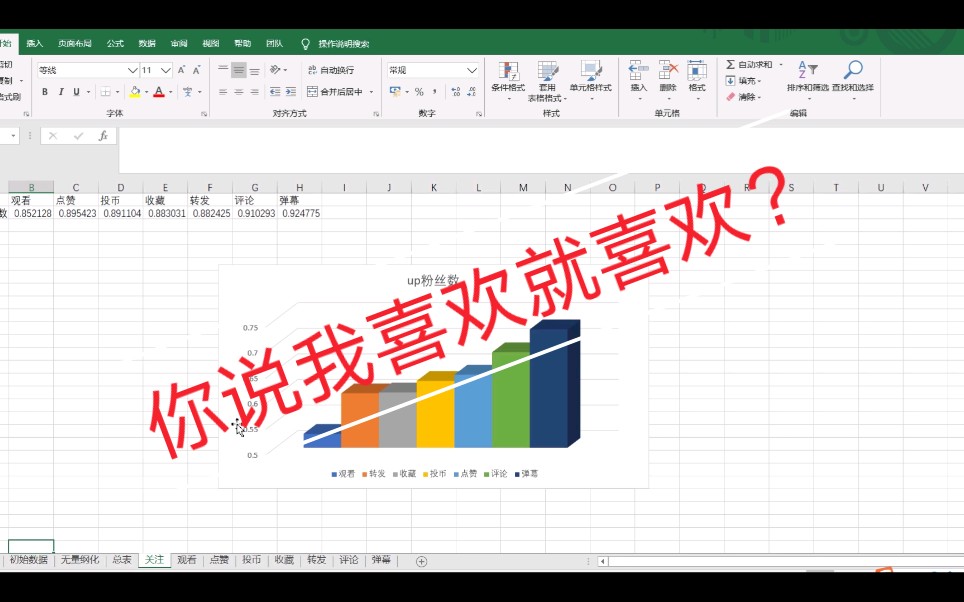 始 插入 页面布局 公式 数据 审阅 视图 帮助 团队 操作说明搜索
剪切 等线 11 A A 自动换行 常规 条件格式 套用 单元格样式 插入 删除 格式 自动求和 排序和筛选 查找和选择
复制 B I U A 合并后居中 % 表格格式 填充
格式刷 清除
字体 对齐方式 数字 样式 单元格 编辑
fx
B C D E F G H I J K L M N O P Q R S T U V
观看 点赞 投币 收藏 转发 评论 弹幕
数 0.852128 0.895423 0.891104 0.883031 0.882425 0.910293 0.924775
up粉丝数
你说我喜欢就喜欢？
0.75
0.7
0.6
0.55
0.5
观看 转发 收藏 投币 点赞 评论 弹幕
初始数据 无量纲化 总表 关注 观看 点赞 投币 收藏 转发 评论 弹幕